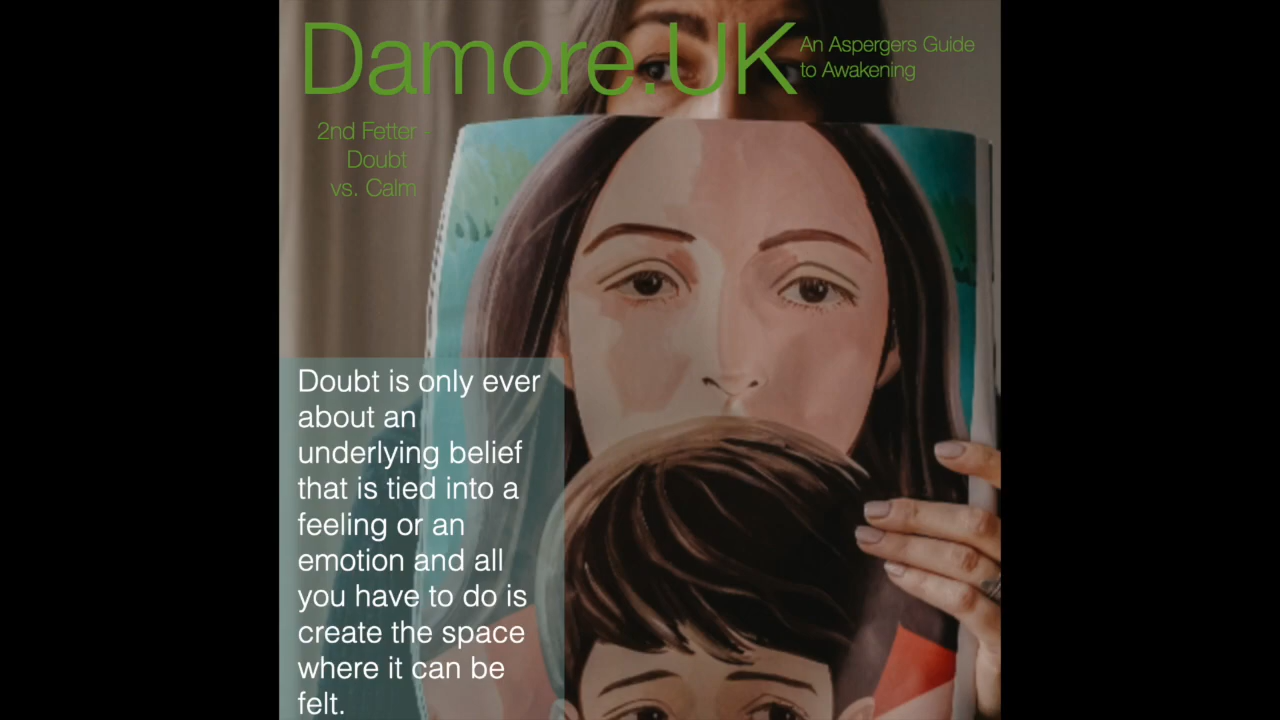 Damore.UK
An Aspergers Guide
to Awakening
2nd Fetter -
Doubt
vs. Calm
Doubt is only ever
about an
underlying belief
that is tied into a
feeling or an
emotion and all
you have to do is
create the space
where it can be
felt.